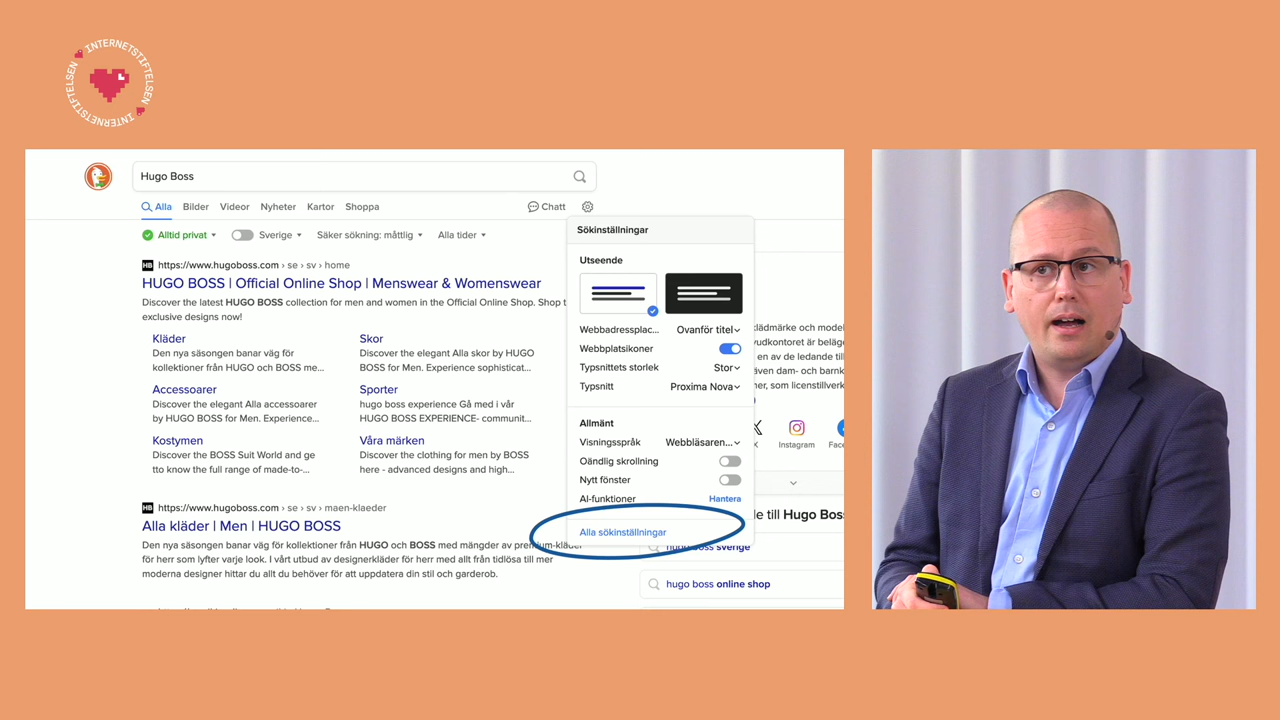 INTERNETSTIFTELSEN
INTERNETSTIFTELSEN
Hugo Boss
Alla Bilder Videor Nyheter Kartor Shoppa Chatt
Alltid privat Sverige Säker sökning: måttlig Alla tider
HB https://www.hugoboss.com › se › sv › home
HUGO BOSS | Official Online Shop | Menswear & Womenswear
Discover the latest HUGO BOSS collection for men and women in the Official Online Shop. Shop t
exclusive designs now!
Kläder
Den nya säsongen banar väg för
kollektioner från HUGO och BOSS me...
Skor
Discover the elegant Alla skor by HUGO
BOSS for Men. Experience sophisticat...
Accessoarer
Discover the elegant Alla accessoarer
by HUGO BOSS for Men. Experience...
Sporter
hugo boss experience Gå med i vår
HUGO BOSS EXPERIENCE- communit...
Kostymen
Discover the BOSS Suit World and ge
tto know the full range of made-to-...
Våra märken
Discover the clothing for men by BOSS
here - advanced designs and high...
HB https://www.hugoboss.com › se › sv › maen-klaeder
Alla kläder | Men | HUGO BOSS
Den nya säsongen banar väg för kollektioner från HUGO och BOSS med mängder av premium-kläder
för herr som lyfter varje look. I vårt utbud av designerkläder för herr med allt från tidlösa till mer
moderna designer hittar du allt du behöver för att uppdatera din stil och garderob.
Sökinställningar
Utseende
Webbadressplac... Ovanför titel
Webbplatsikoner
Typsnittets storlek Stor
Typsnitt Proxima Nova
Allmänt
Visningsspråk Webbläsaren...
Oändlig skrollning
Nytt fönster
AI-funktioner Hantera
Alla sökinställningar
klädmärke och model
vudkontoret är beläge
en av de ledande til
även dam- och barnk
ner, som licenstillverk
X Instagram Face
de till Hugo Boss
hugo boss sverige
hugo boss online shop